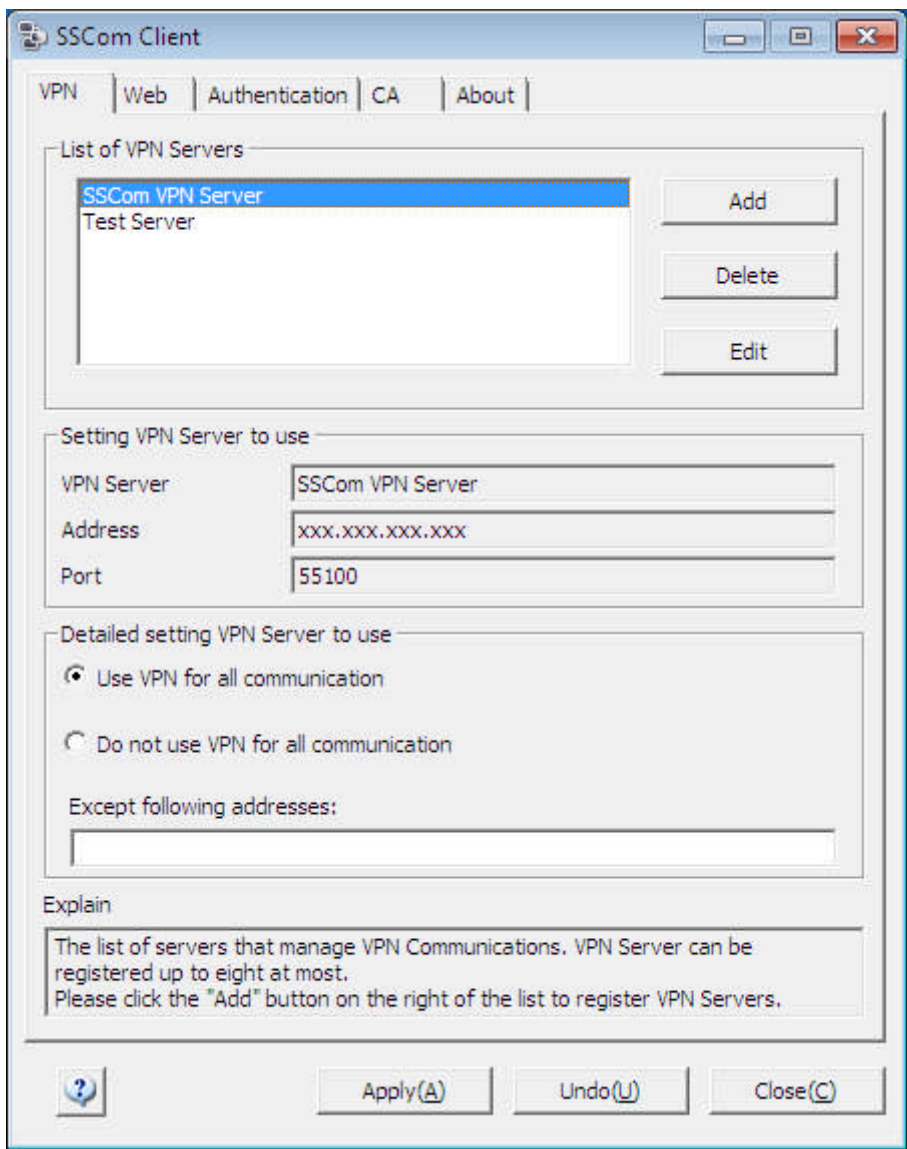 SSCom Client
VPN Web Authentication CA About
List of VPN Servers
SSCom VPN Server
Test Server
Add
Delete
Edit
Setting VPN Server to use
VPN Server SSCom VPN Server
Address xxx.xxx.xxx.xxx
Port 55100
Detailed setting VPN Server to use
Use VPN for all communication
Do not use VPN for all communication
Except following addresses:
Explain
The list of servers that manage VPN Communications. VPN Server can be
registered up to eight at most.
Please click the "Add" button on the right of the list to register VPN Servers.
? Apply(A) Undo(U) Close(C)